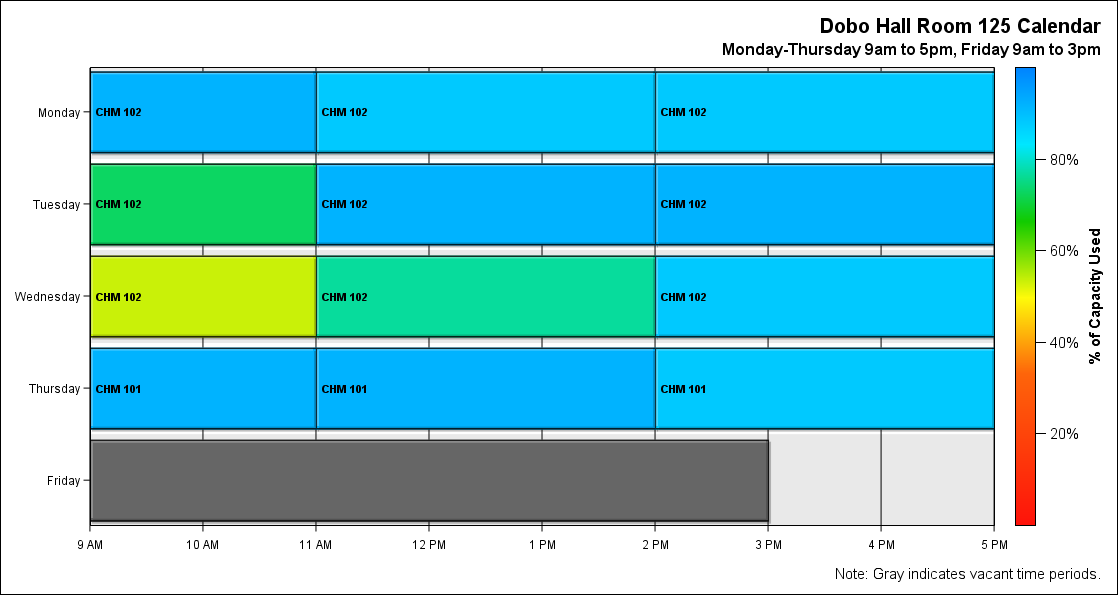 Dobo Hall Room 125 Calendar
Monday-Thursday 9am to 5pm, Friday 9am to 3pm
Monday
CHM 102
CHM 102
CHM 102
Tuesday
CHM 102
CHM 102
CHM 102
Wednesday
CHM 102
CHM 102
CHM 102
Thursday
CHM 101
CHM 101
CHM 101
Friday
9 AM
10 AM
11 AM
12 PM
1 PM
2 PM
3 PM
4 PM
5 PM
80%
60%
40%
20%
% of Capacity Used
Note: Gray indicates vacant time periods.